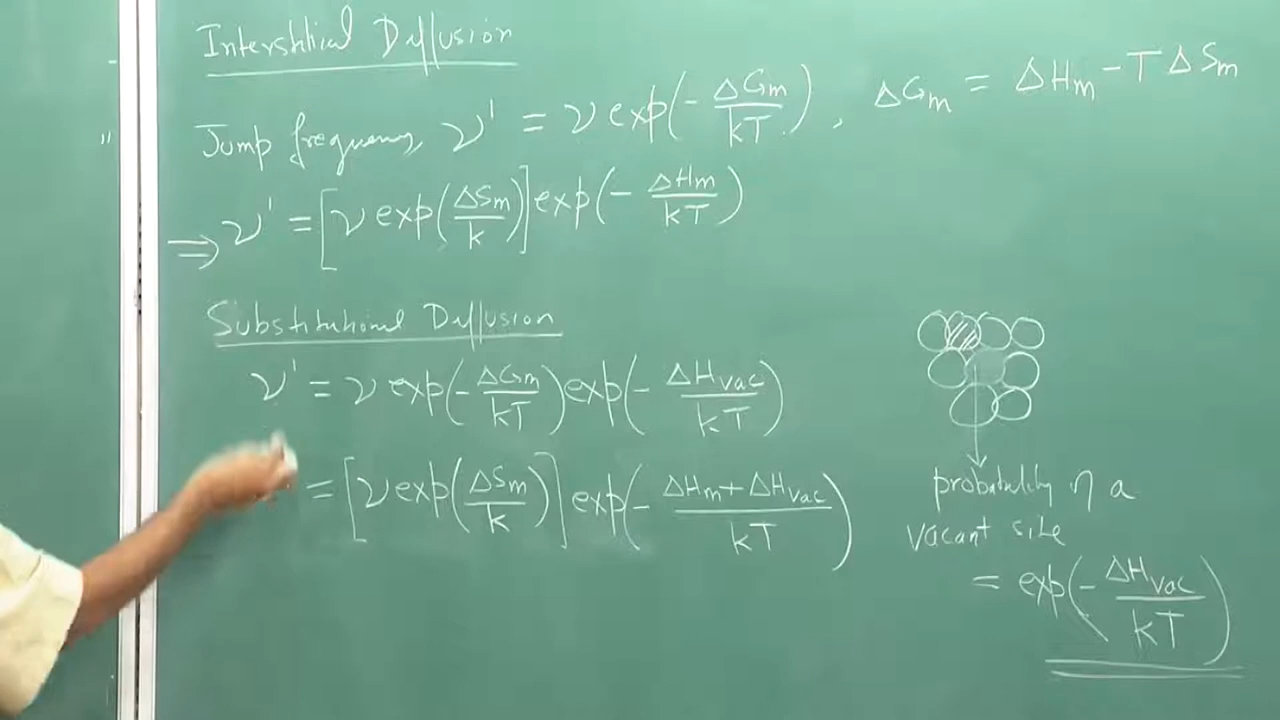 Interstitial Diffusion
Jump frequency, ν' = ν exp(-ΔGm/kT), ΔGm = ΔHm - TΔSm
⇒ ν' = [ν exp(ΔSm/k)] exp(-ΔHm/kT)
Substitutional Diffusion
ν' = ν exp(-ΔGm/kT) exp(-ΔHvac/kT)
= [ν exp(ΔSm/k)] exp(-(ΔHm + ΔHvac)/kT)
probability of a
vacant site
= exp(-ΔHvac/kT)